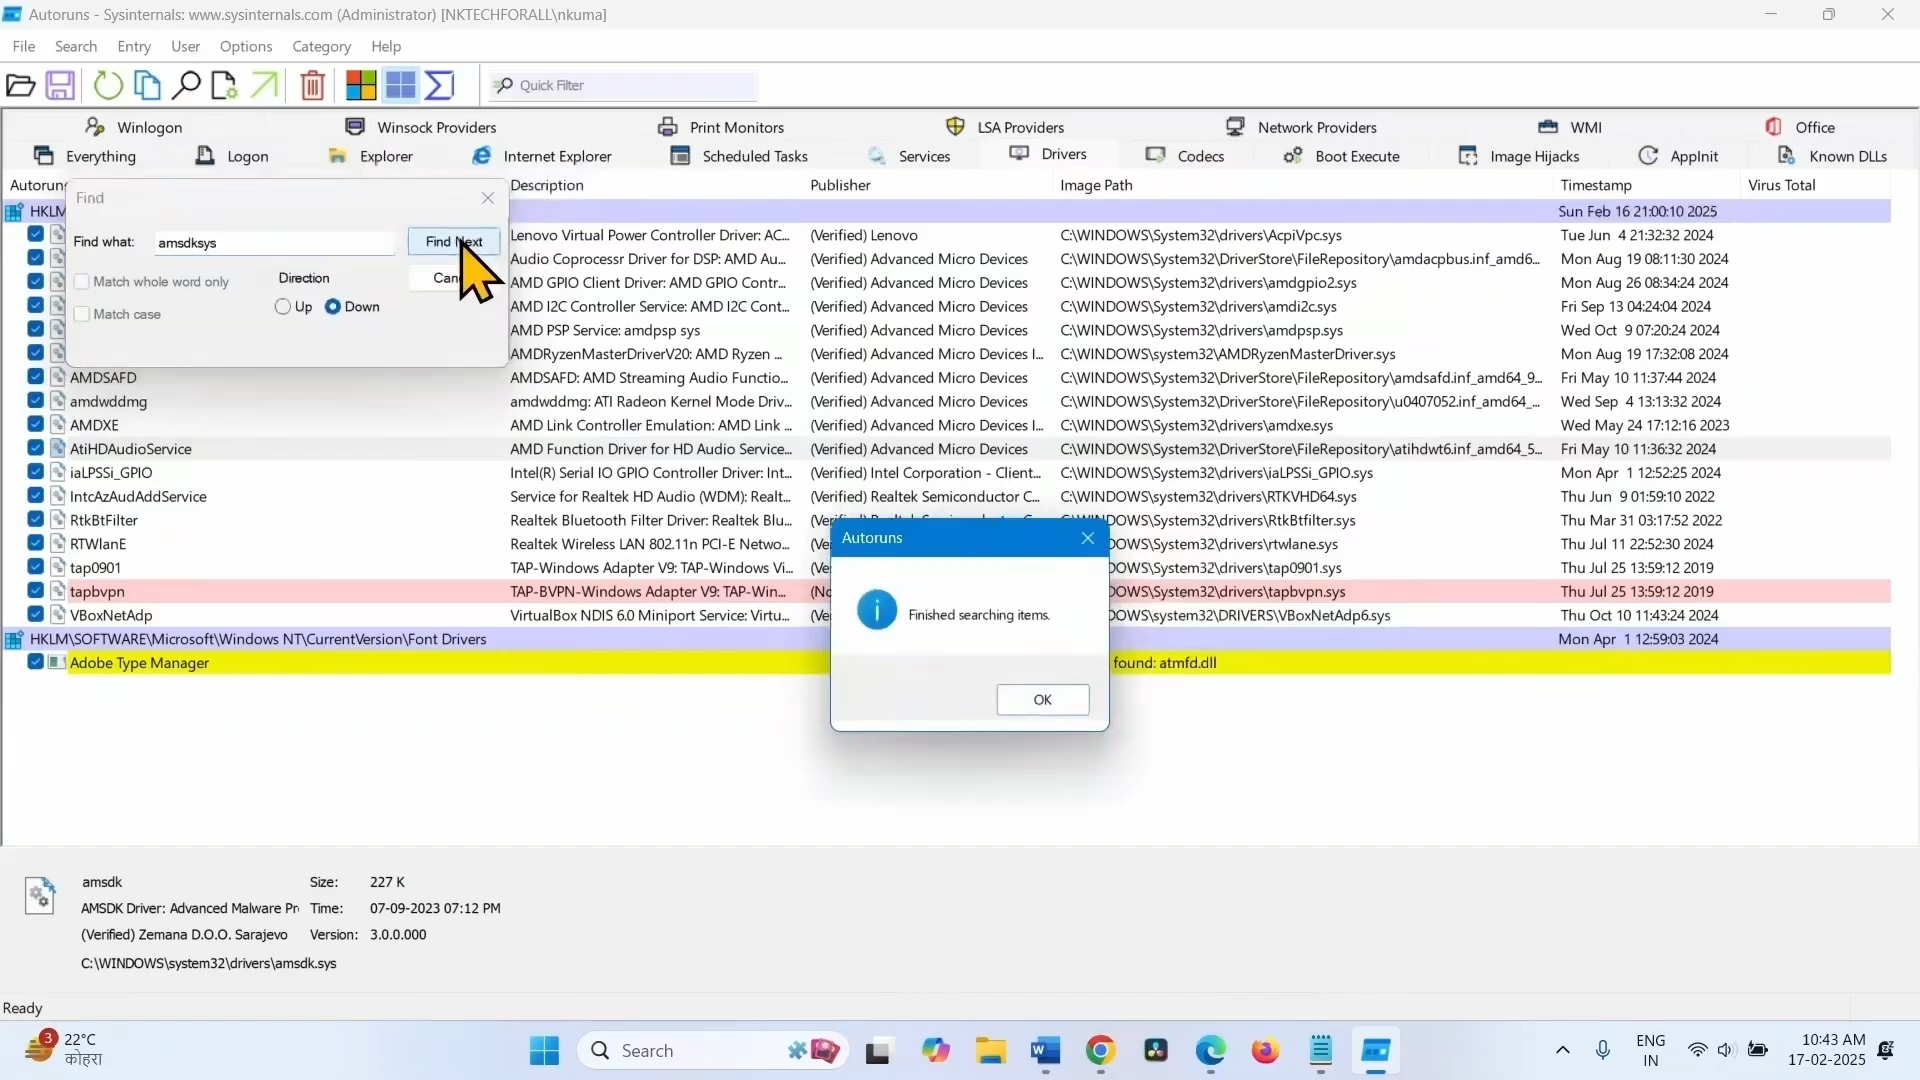 Autoruns - Sysinternals: www.sysinternals.com (Administrator) [NKTECHFORALL\nkuma]
File Search Entry User Options Category Help
Quick Filter
Winlogon Winsock Providers Print Monitors LSA Providers Network Providers WMI Office
Everything Logon Explorer Internet Explorer Scheduled Tasks Services Drivers Codecs Boot Execute Image Hijacks AppInit Known DLLs
Description Publisher Image Path Timestamp Virus Total
HKLM Sun Feb 16 21:00:10 2025
Find
Find what: amsdksys Find Next
Match whole word only Direction
Up Down
Match case
Lenovo Virtual Power Controller Driver: AC... (Verified) Lenovo C:\WINDOWS\System32\drivers\AcpiVpc.sys Tue Jun 4 21:32:32 2024
Audio Coprocessr Driver for DSP: AMD Au... (Verified) Advanced Micro Devices C:\WINDOWS\System32\DriverStore\FileRepository\amdacpbus.inf_amd6... Mon Aug 19 08:11:30 2024
AMD GPIO Client Driver: AMD GPIO Contr... (Verified) Advanced Micro Devices C:\WINDOWS\System32\drivers\amdgpio2.sys Mon Aug 26 08:34:24 2024
AMD I2C Controller Service: AMD I2C Cont... (Verified) Advanced Micro Devices C:\WINDOWS\System32\drivers\amdi2c.sys Fri Sep 13 04:24:04 2024
AMD PSP Service: amdpsp sys (Verified) Advanced Micro Devices C:\WINDOWS\System32\drivers\amdpsp.sys Wed Oct 9 07:20:24 2024
AMDRyzenMasterDriverV20: AMD Ryzen ... (Verified) Advanced Micro Devices I... C:\WINDOWS\system32\AMDRyzenMasterDriver.sys Mon Aug 19 17:32:08 2024
AMDSAFD AMDSAFD: AMD Streaming Audio Functio... (Verified) Advanced Micro Devices C:\WINDOWS\System32\DriverStore\FileRepository\amdsafd.inf_amd64_9... Fri May 10 11:37:44 2024
amdwddmg amdwddmg: ATI Radeon Kernel Mode Driv... (Verified) Advanced Micro Devices C:\WINDOWS\System32\DriverStore\FileRepository\u0407052.inf_amd64_... Wed Sep 4 13:13:32 2024
AMDXE AMD Link Controller Emulation: AMD Link ... (Verified) Advanced Micro Devices I... C:\WINDOWS\System32\drivers\amdxe.sys Wed May 24 17:12:16 2023
AtiHDAudioService AMD Function Driver for HD Audio Service... (Verified) Advanced Micro Devices C:\WINDOWS\System32\DriverStore\FileRepository\atihdwt6.inf_amd64_5... Fri May 10 11:36:32 2024
iaLPSSi_GPIO Intel(R) Serial IO GPIO Controller Driver: Int... (Verified) Intel Corporation - Client... C:\WINDOWS\System32\drivers\iaLPSSi_GPIO.sys Mon Apr 1 12:52:25 2024
IntcAzAudAddService Service for Realtek HD Audio (WDM): Realt... (Verified) Realtek Semiconductor C... C:\WINDOWS\system32\drivers\RTKVHD64.sys Thu Jun 9 01:59:10 2022
RtkBtFilter Realtek Bluetooth Filter Driver: Realtek Blu... DOWS\System32\drivers\RtkBtfilter.sys Thu Mar 31 03:17:52 2022
RTWlanE Realtek Wireless LAN 802.11n PCI-E Netwo... (Ve DOWS\System32\drivers\rtwlane.sys Thu Jul 11 22:52:30 2024
tap0901 TAP-Windows Adapter V9: TAP-Windows Vi... (Ve DOWS\System32\drivers\tap0901.sys Thu Jul 25 13:59:12 2019
tapbvpn TAP-BVPN-Windows Adapter V9: TAP-Win... (No DOWS\System32\drivers\tapbvpn.sys Thu Jul 25 13:59:12 2019
VBoxNetAdp VirtualBox NDIS 6.0 Miniport Service: Virtu... (Ve DOWS\system32\DRIVERS\VBoxNetAdp6.sys Thu Oct 10 11:43:24 2024
HKLM\SOFTWARE\Microsoft\Windows NT\CurrentVersion\Font Drivers Mon Apr 1 12:59:03 2024
Adobe Type Manager found: atmfd.dll
Autoruns
Finished searching items.
OK
amsdk Size: 227 K
AMSDK Driver: Advanced Malware Pr Time: 07-09-2023 07:12 PM
(Verified) Zemana D.O.O. Sarajevo Version: 3.0.0.000
C:\WINDOWS\system32\drivers\amsdk.sys
Ready
3 22°C
कोहरा
Search
ENG
IN
10:43 AM
17-02-2025